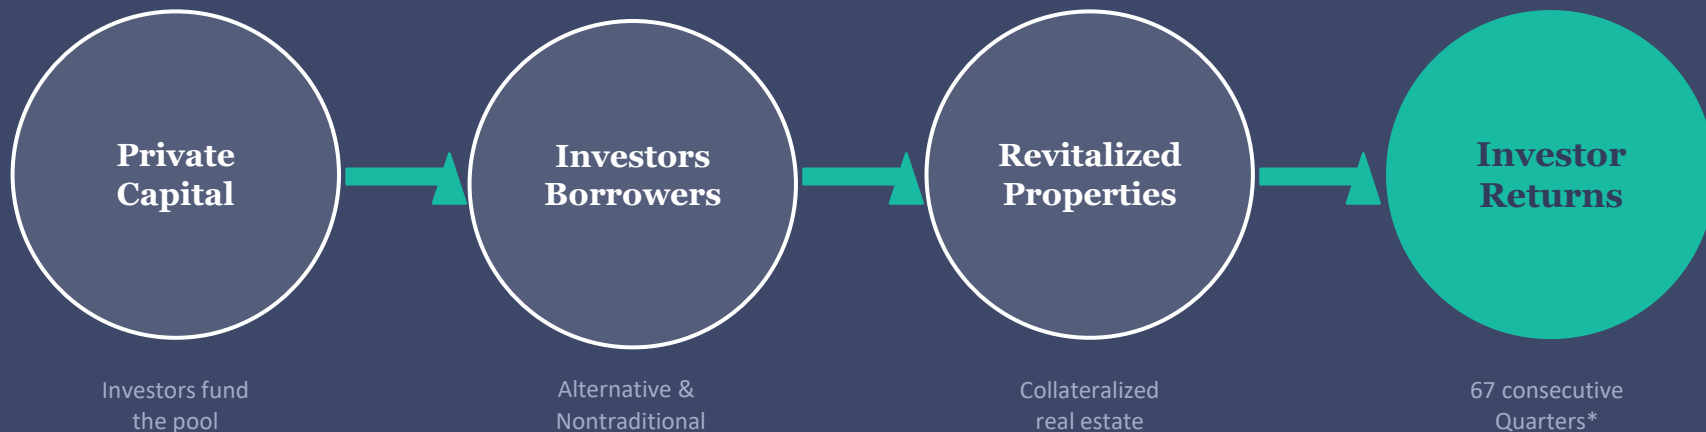 Private
Capital
Investors
Borrowers
Revitalized
Properties
Investor
Returns
Investors fund
the pool
Alternative &
Nontraditional
Collateralized
real estate
67 consecutive
Quarters*